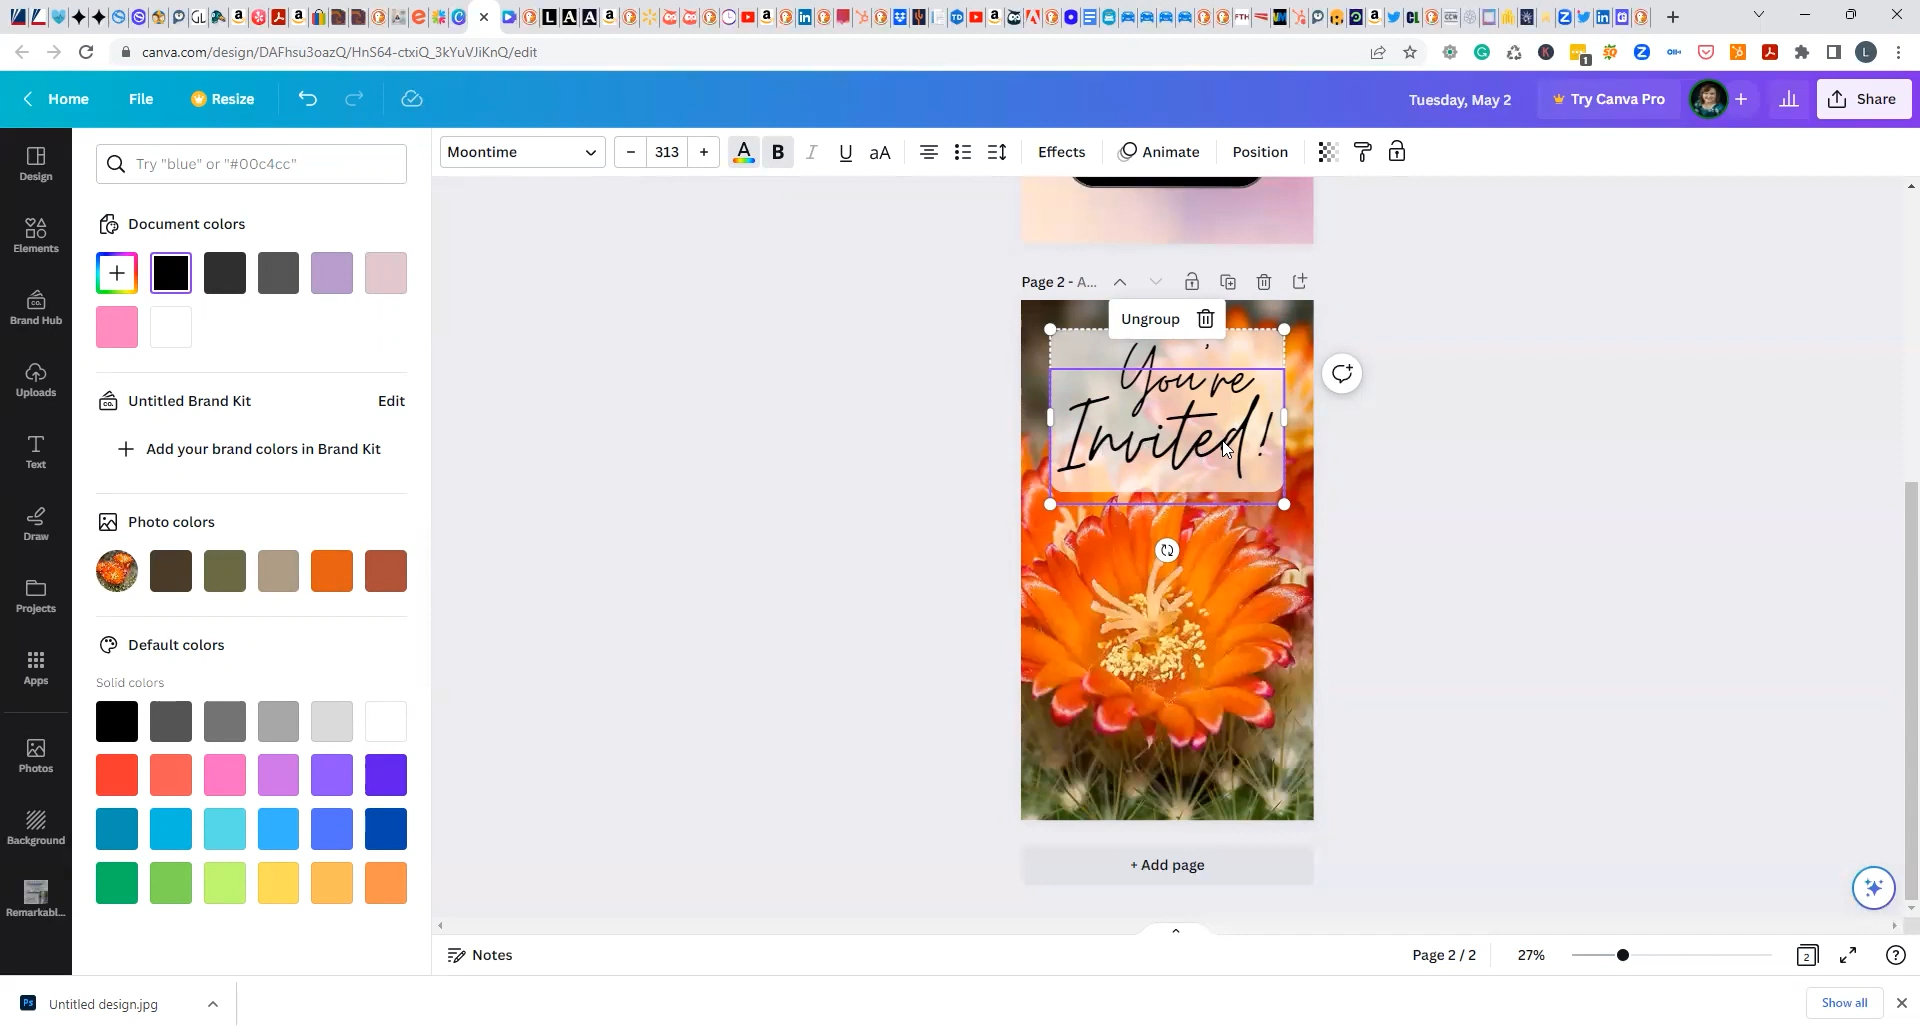 canva.com/design/DAFhsu3oazQ/HnS64-ctxiQ_3kYuVJiKnQ/edit
Home File Resize Tuesday, May 2 Try Canva Pro + Share
Design
Elements
Brand Hub
Uploads
Text
Draw
Projects
Apps
Photos
Background
Remarkabl...
Try "blue" or "#00c4cc"
Document colors
Untitled Brand Kit Edit
Add your brand colors in Brand Kit
Photo colors
Default colors
Solid colors
Moontime − 313 + A B I U aA Effects Animate Position
Page 2 - A...
Ungroup
You're
Invited!
+ Add page
Notes Page 2 / 2 27% 2 ?
Untitled design.jpg Show all